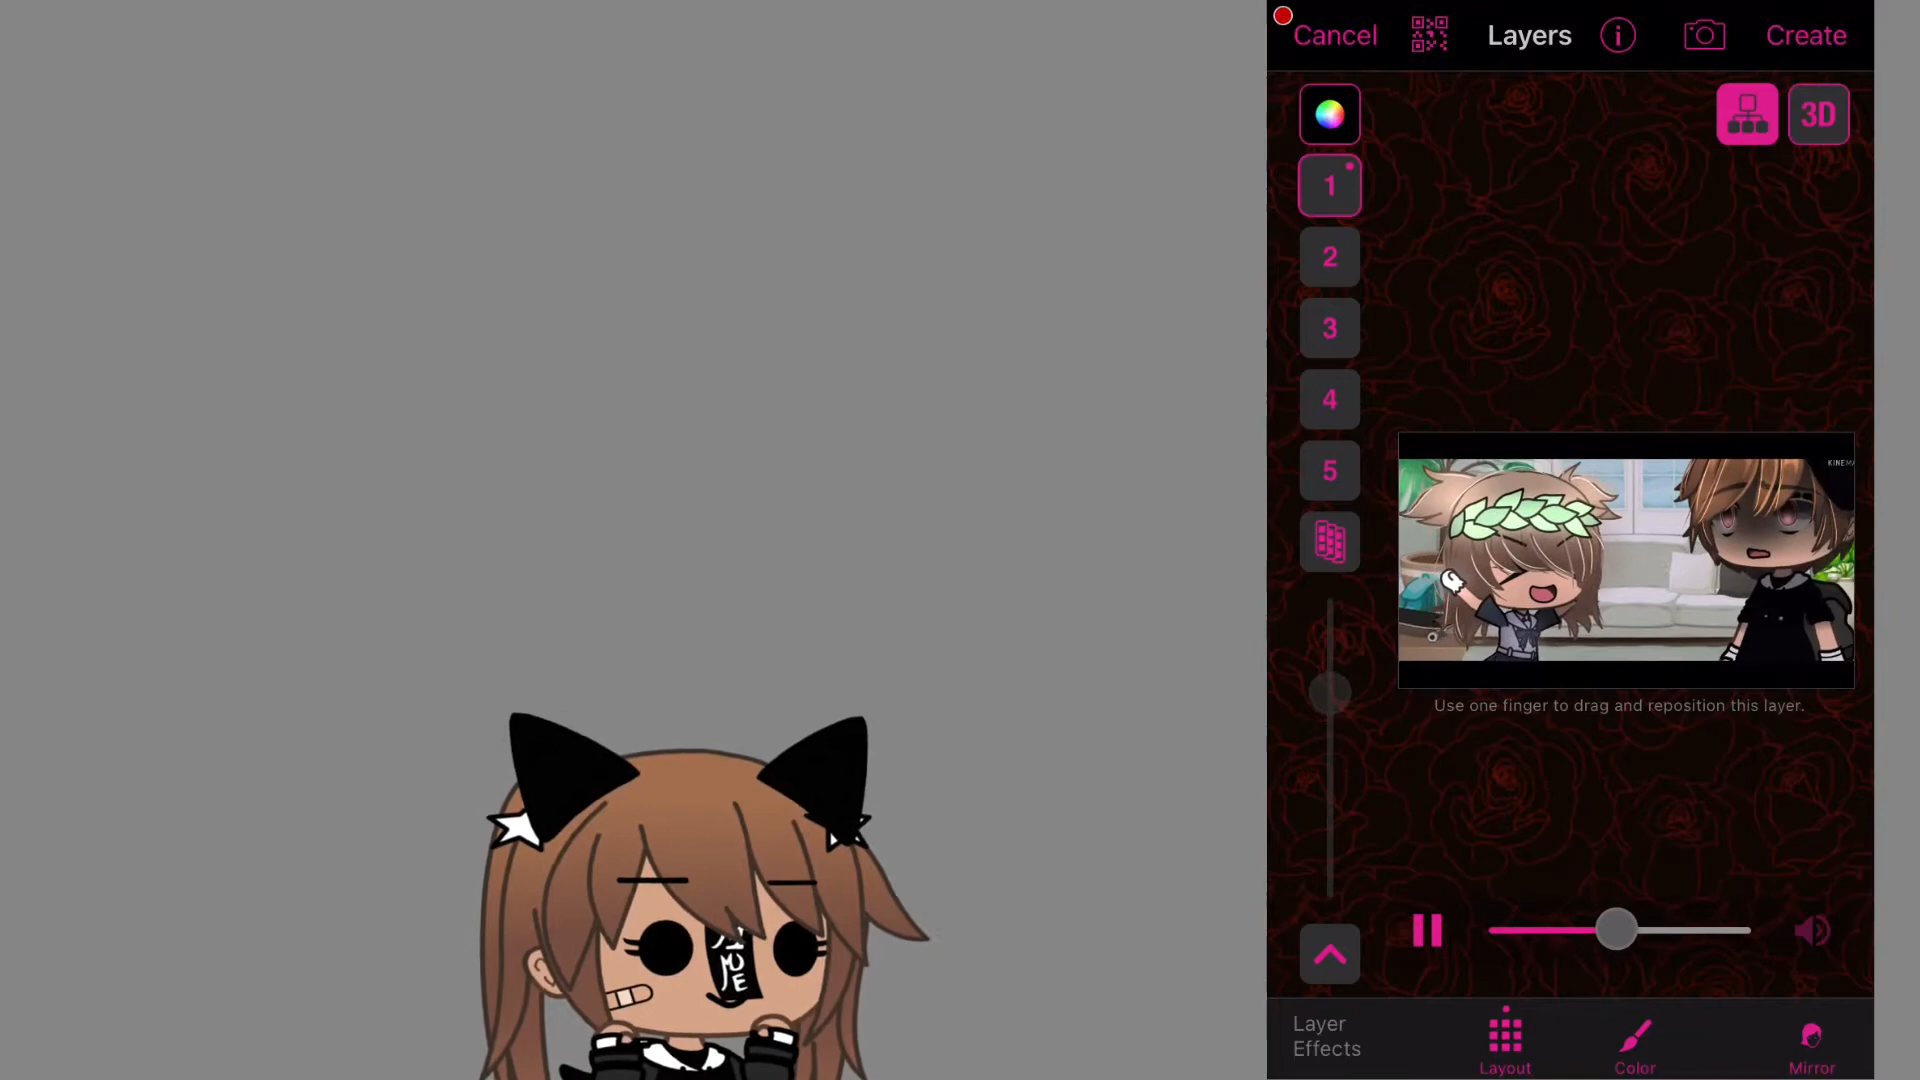 Cancel
Layers
Create
3D
1
2
3
4
5
KINEMA
Use one finger to drag and reposition this layer.
Layer
Effects
Layout
Color
Mirror